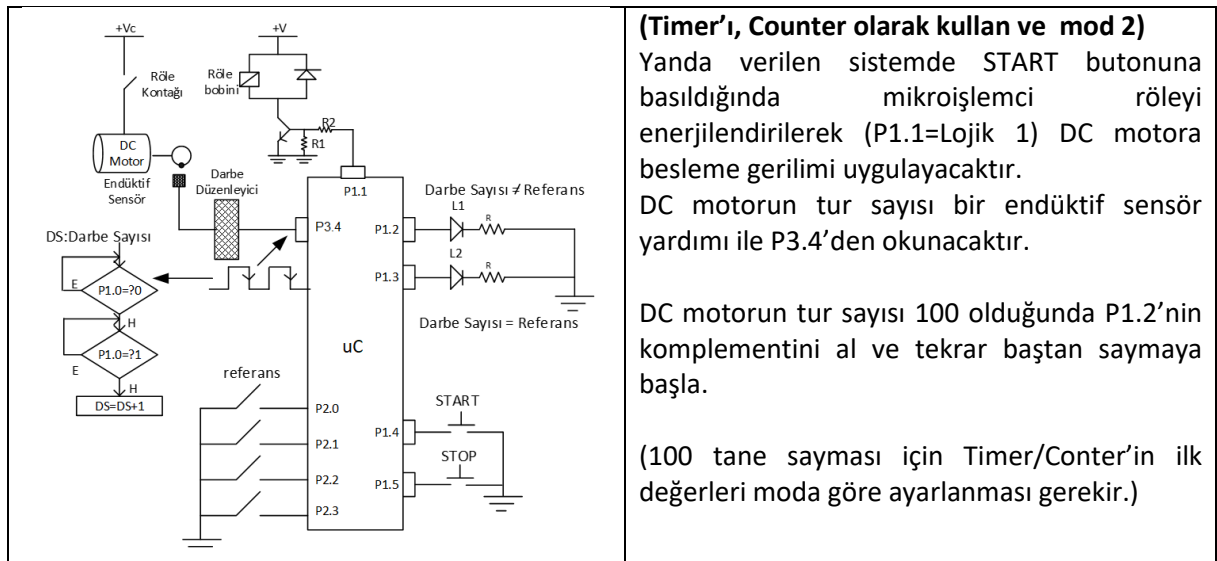 +Vc
+V
Röle
Kontağı
Röle
bobini
R2
R1
DC
Motor
Endüktif
Sensör
Darbe
Düzenleyici
P1.1
Darbe Sayısı ≠ Referans
L1
P3.4
P1.2
R
DS:Darbe Sayısı
L2
R
P1.3
E
P1.0=?0
H
Darbe Sayısı = Referans
P1.0=?1
uC
E
H
referans
DS=DS+1
START
P2.0
P1.4
P2.1
STOP
P2.2
P1.5
P2.3
(Timer’ı, Counter olarak kullan ve mod 2)
Yanda verilen sistemde START butonuna
basıldığında mikroişlemci röleyi
enerjilendirilerek (P1.1=Lojik 1) DC motora
besleme gerilimi uygulayacaktır.
DC motorun tur sayısı bir endüktif sensör
yardımı ile P3.4’den okunacaktır.
DC motorun tur sayısı 100 olduğunda P1.2’nin
komplementini al ve tekrar baştan saymaya
başla.
(100 tane sayması için Timer/Conter’in ilk
değerleri moda göre ayarlanması gerekir.)